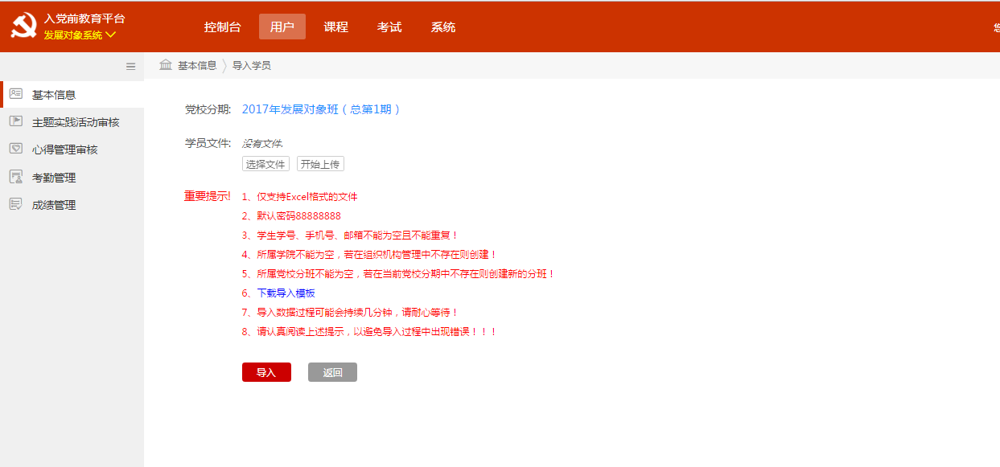 入党前教育平台
发展对象系统
控制台 用户 课程 考试 系统
基本信息 导入学员
基本信息
主题实践活动审核
心得管理审核
考勤管理
成绩管理
党校分期: 2017年发展对象班（总第1期）
学员文件: 没有文件.
选择文件 开始上传
重要提示! 1、仅支持Excel格式的文件
2、默认密码88888888
3、学生学号、手机号、邮箱不能为空且不能重复！
4、所属学院不能为空，若在组织机构管理中不存在则创建！
5、所属党校分班不能为空，若在当前党校分期中不存在则创建新的分班！
6、下载导入模板
7、导入数据过程可能会持续几分钟，请耐心等待！
8、请认真阅读上述提示，以避免导入过程中出现错误！！！
导入 返回